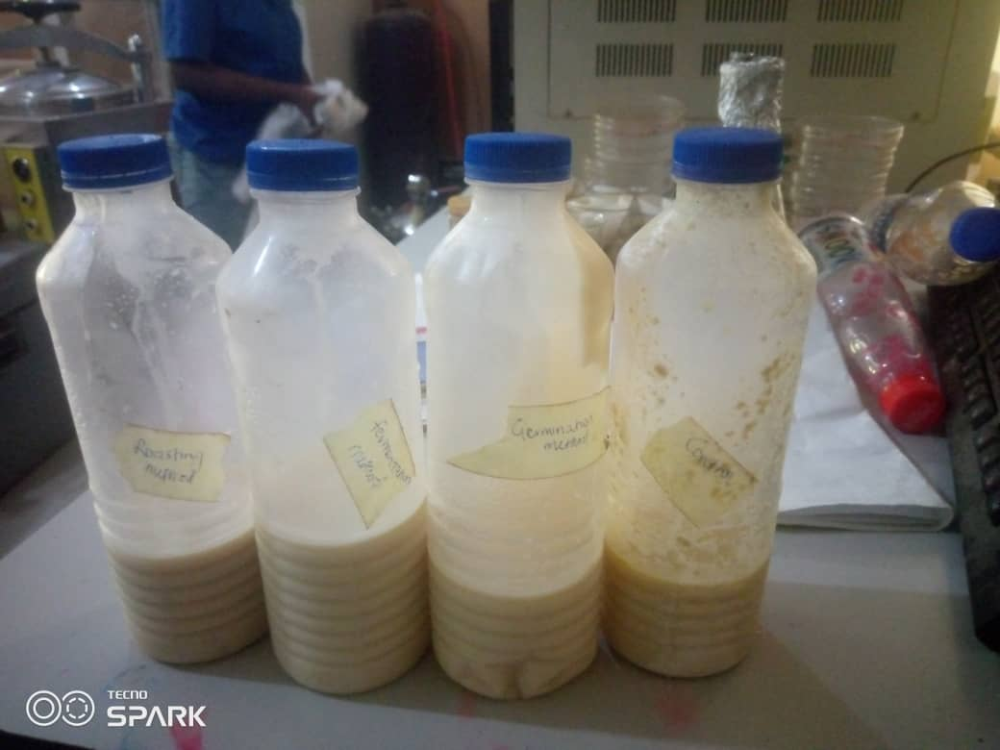 Roasting
method
fermentation
method
Germination
method
Control
TECNO
SPARK